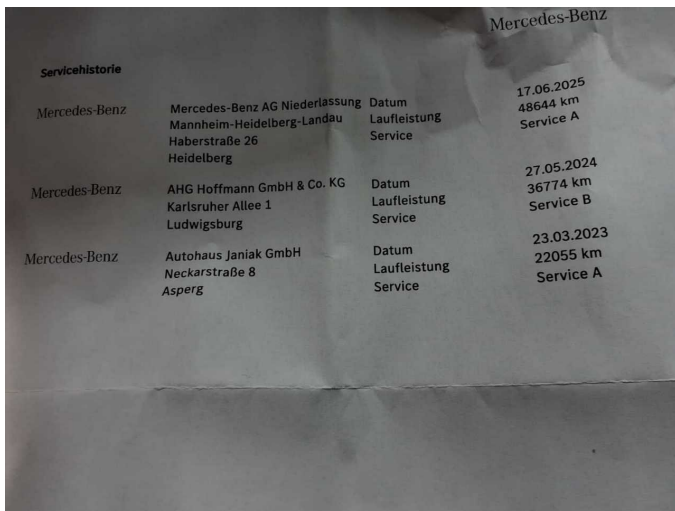 Mercedes-Benz
Servicehistorie
Mercedes-Benz Mercedes-Benz AG Niederlassung Datum 17.06.2025
Mannheim-Heidelberg-Landau Laufleistung 48644 km
Haberstraße 26 Service Service A
Heidelberg
Mercedes-Benz AHG Hoffmann GmbH & Co. KG Datum 27.05.2024
Karlsruher Allee 1 Laufleistung 36774 km
Ludwigsburg Service Service B
Mercedes-Benz Autohaus Janiak GmbH Datum 23.03.2023
Neckarstraße 8 Laufleistung 22055 km
Asperg Service Service A